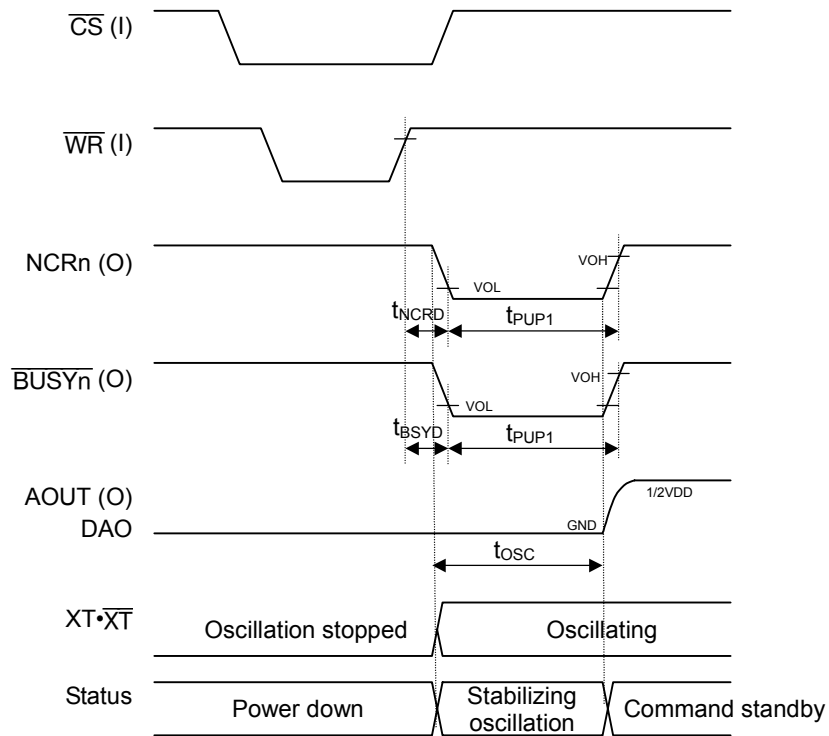 CS (I)
WR (I)
NCRn (O)
VOH
VOL
tNCRD
tPUP1
BUSYn (O)
VOH
VOL
tBSYD
tPUP1
AOUT (O)
DAO
1/2VDD
GND
tOSC
XT•XT
Oscillation stopped
Oscillating
Status
Power down
Stabilizing
oscillation
Command standby